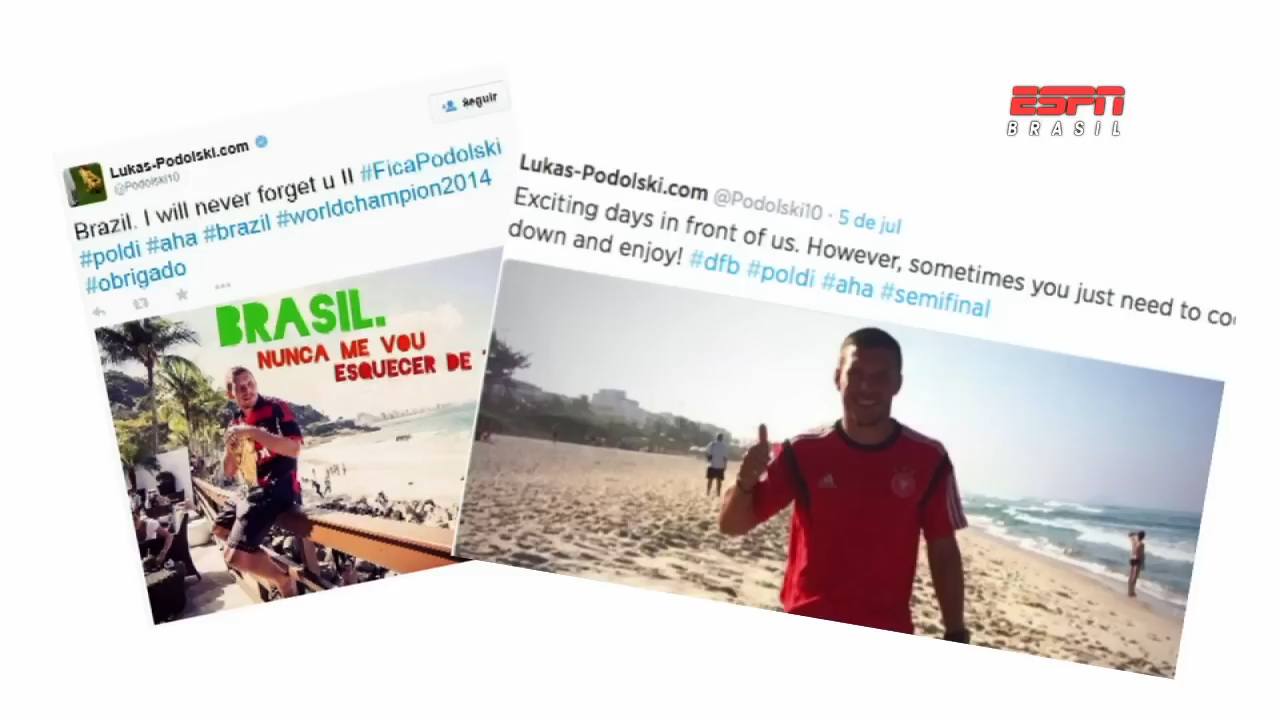 ESPN
BRASIL
Seguir
Lukas-Podolski.com
@Podolski10
Brazil. I will never forget u !! #FicaPodolski
#poldi #aha #brazil #worldchampion2014
#obrigado
BRASIL.
NUNCA ME VOU
ESQUECER DE
Lukas-Podolski.com @Podolski10 · 5 de jul
Exciting days in front of us. However, sometimes you just need to
down and enjoy! #dfb #poldi #aha #semifinal